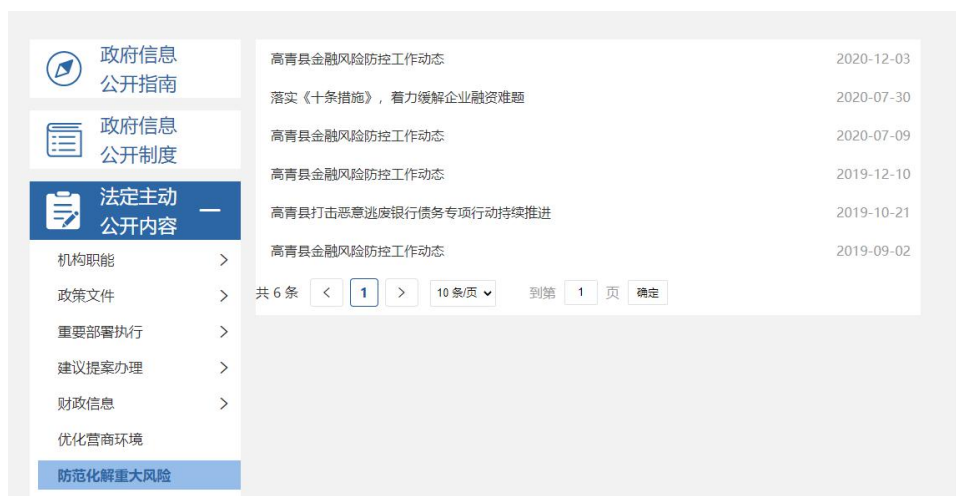 政府信息
公开指南
政府信息
公开制度
法定主动
公开内容
机构职能
政策文件
重要部署执行
建议提案办理
财政信息
优化营商环境
防范化解重大风险
高青县金融风险防控工作动态 2020-12-03
落实《十条措施》，着力缓解企业融资难题 2020-07-30
高青县金融风险防控工作动态 2020-07-09
高青县金融风险防控工作动态 2019-12-10
高青县打击恶意逃废银行债务专项行动持续推进 2019-10-21
高青县金融风险防控工作动态 2019-09-02
共 6 条 < 1 > 10 条/页 到第 1 页 确定